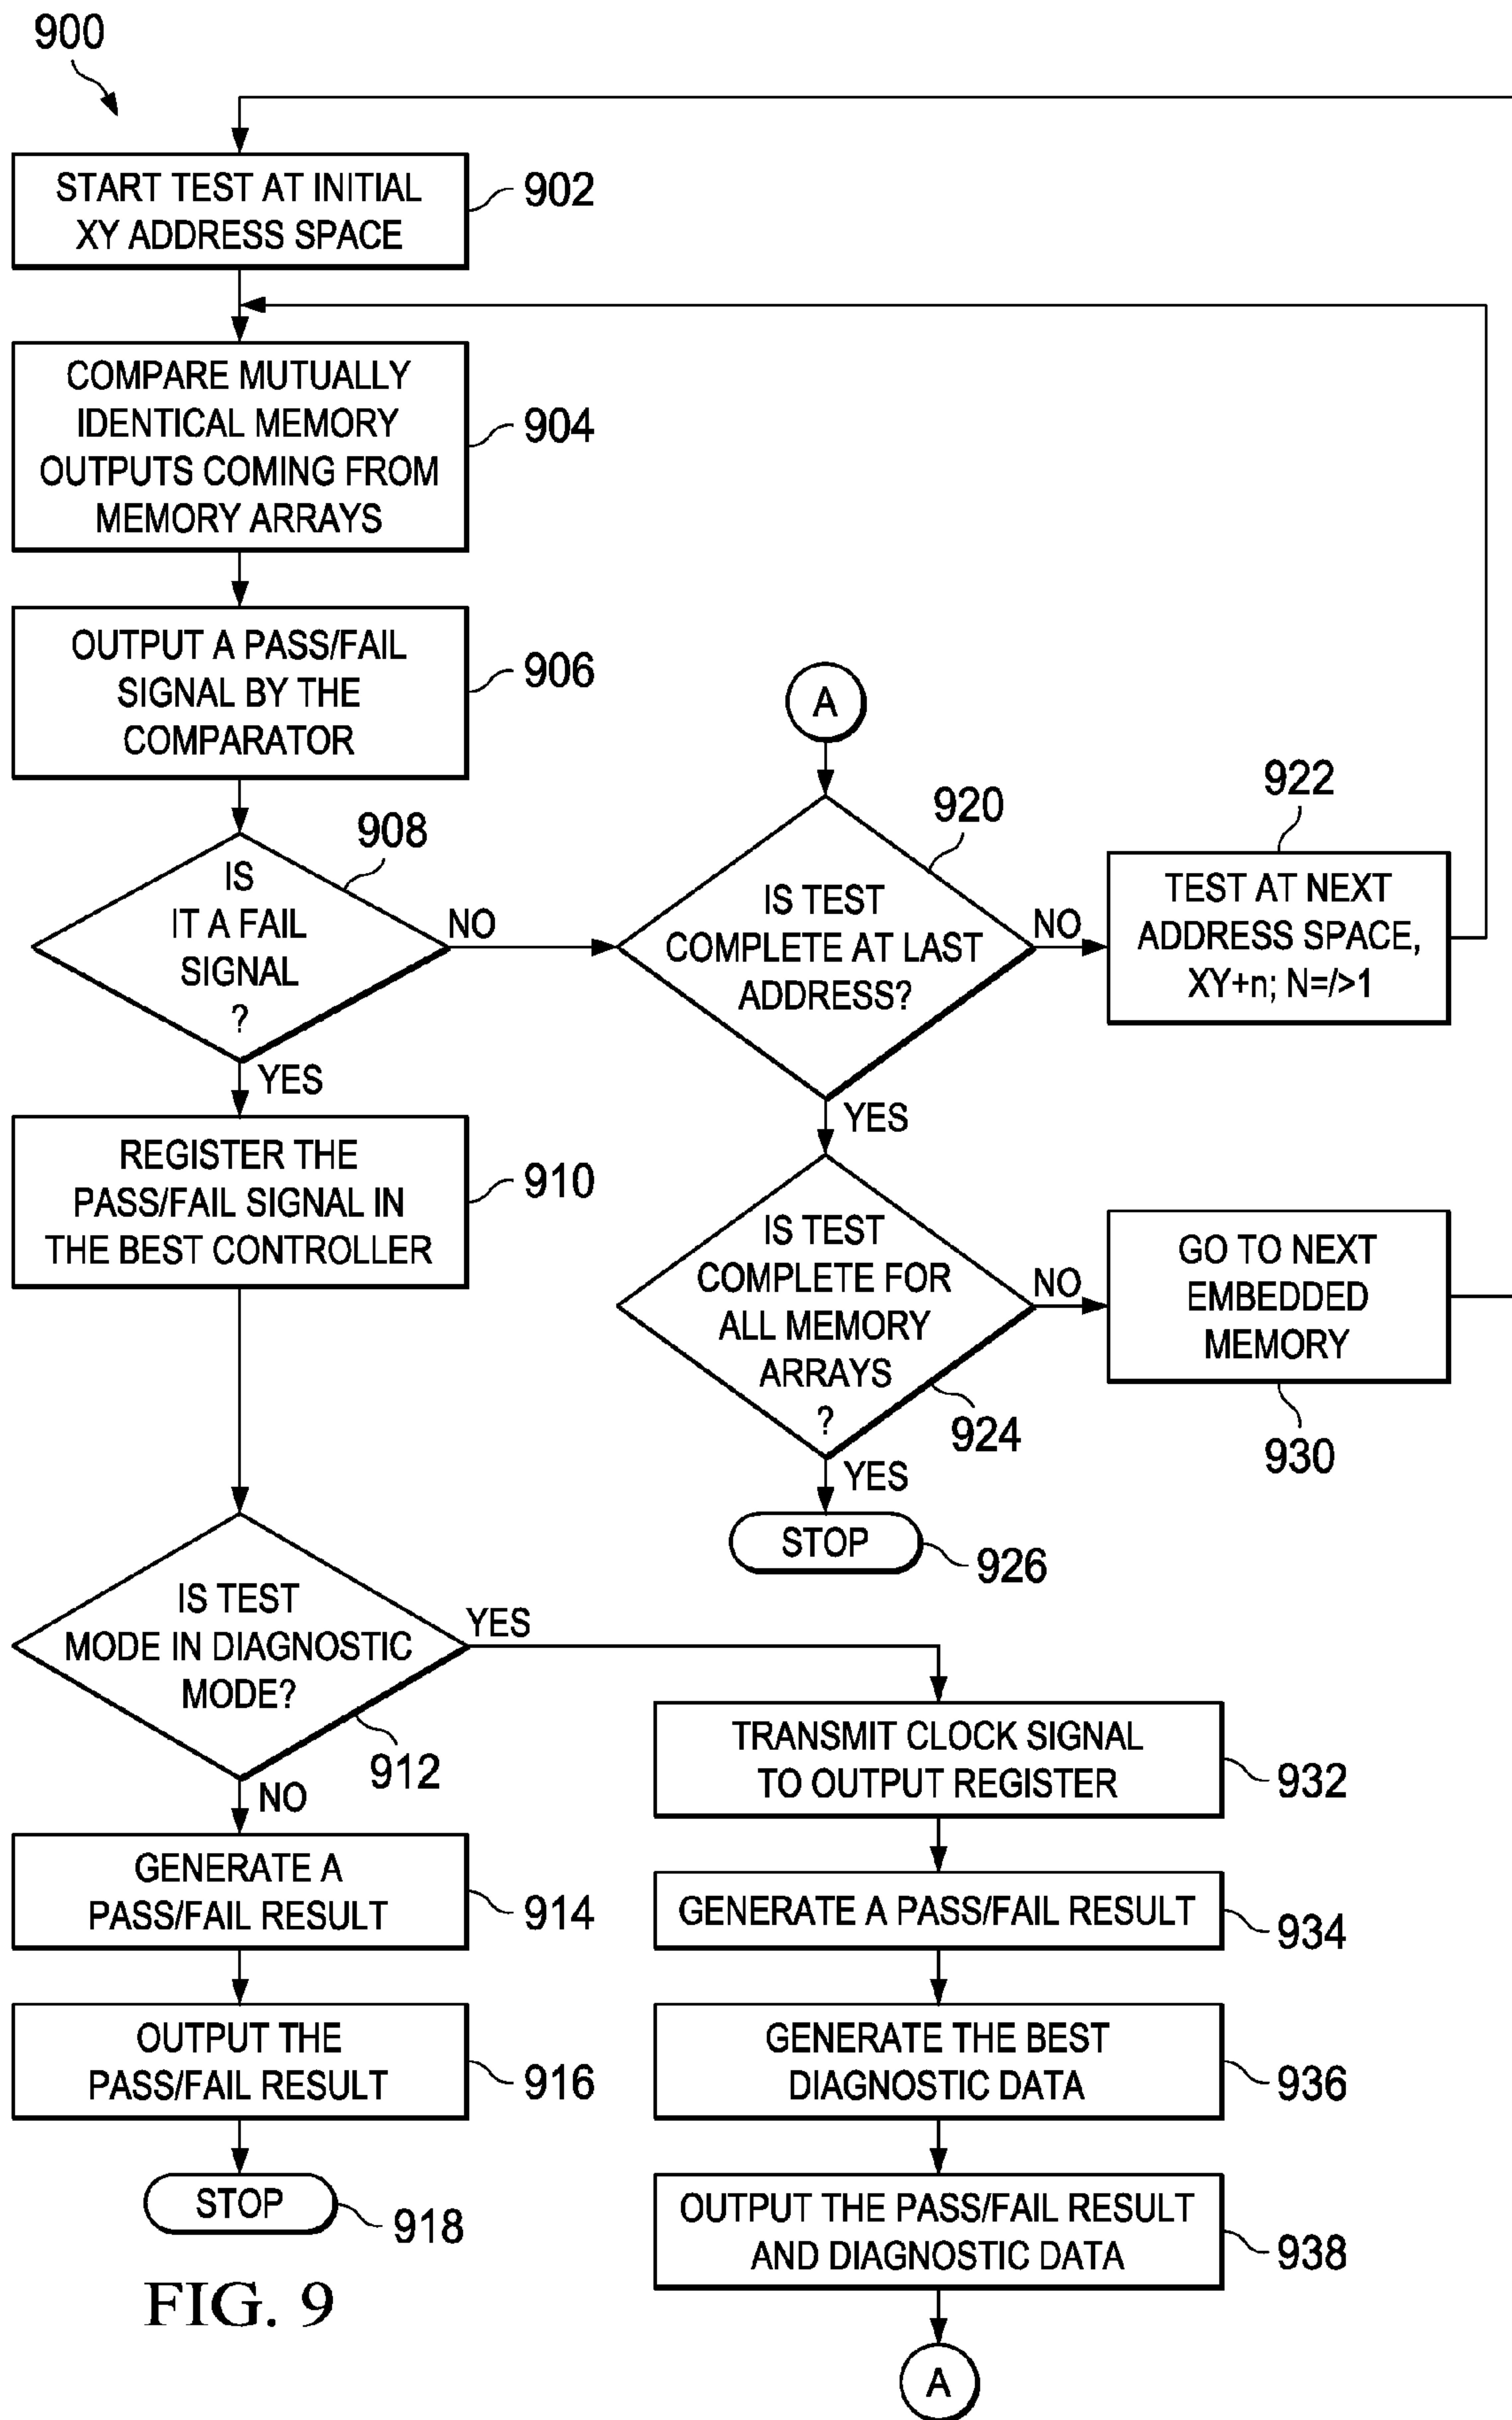 900
START TEST AT INITIAL
XY ADDRESS SPACE
902
COMPARE MUTUALLY
IDENTICAL MEMORY
OUTPUTS COMING FROM
MEMORY ARRAYS
904
OUTPUT A PASS/FAIL
SIGNAL BY THE
COMPARATOR
906
IS
IT A FAIL
SIGNAL
?
908
NO
YES
REGISTER THE
PASS/FAIL SIGNAL IN
THE BEST CONTROLLER
910
A
IS TEST
COMPLETE AT LAST
ADDRESS?
920
NO
YES
TEST AT NEXT
ADDRESS SPACE,
XY+n; N=/>1
922
IS TEST
COMPLETE FOR
ALL MEMORY
ARRAYS
?
924
NO
YES
GO TO NEXT
EMBEDDED
MEMORY
930
STOP
926
IS TEST
MODE IN DIAGNOSTIC
MODE?
912
YES
NO
GENERATE A
PASS/FAIL RESULT
914
OUTPUT THE
PASS/FAIL RESULT
916
STOP
918
TRANSMIT CLOCK SIGNAL
TO OUTPUT REGISTER
932
GENERATE A PASS/FAIL RESULT
934
GENERATE THE BEST
DIAGNOSTIC DATA
936
OUTPUT THE PASS/FAIL RESULT
AND DIAGNOSTIC DATA
938
A
FIG. 9